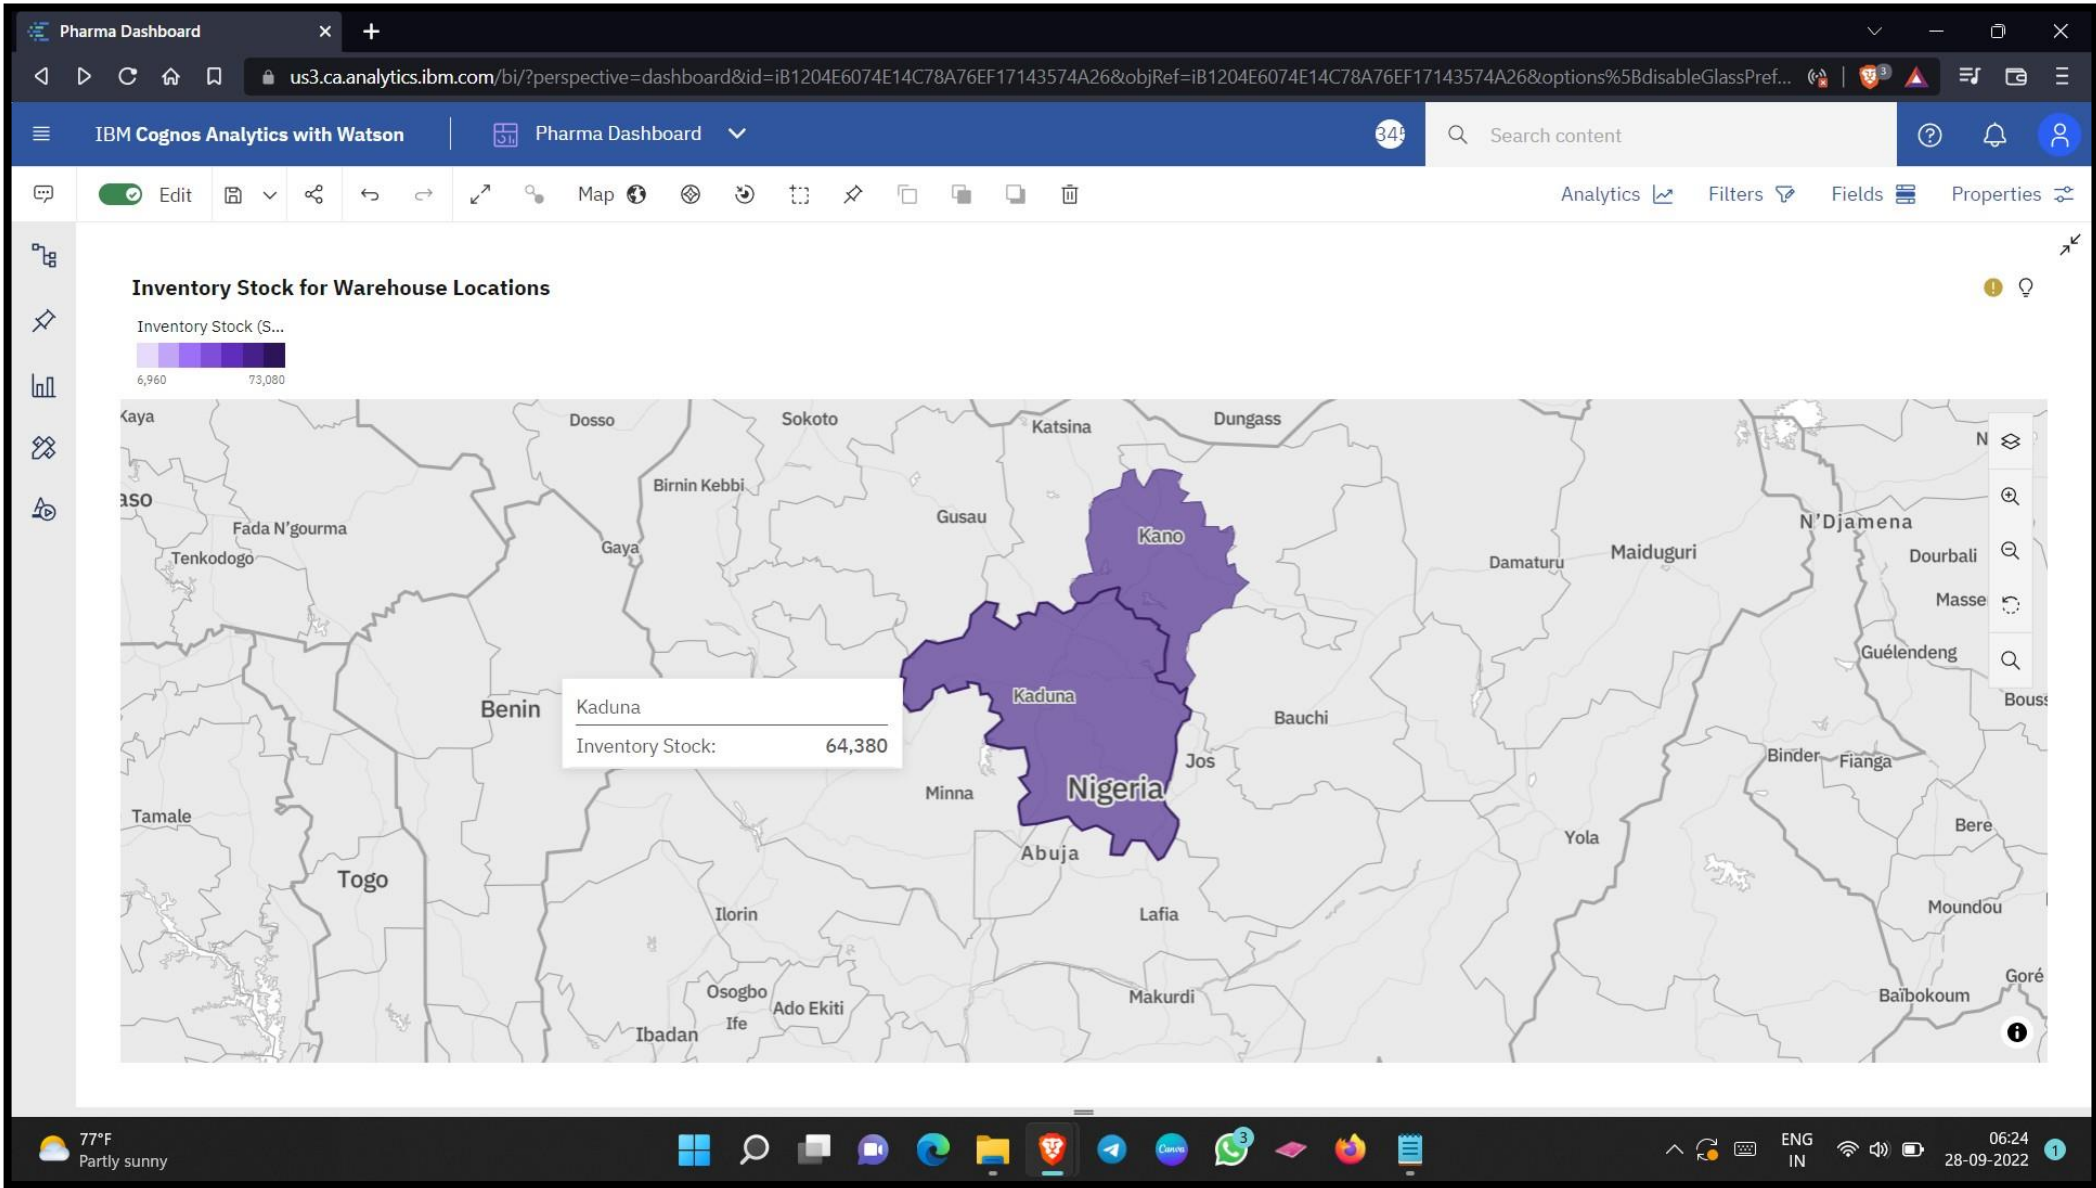 Pharma Dashboard
us3.ca.analytics.ibm.com/bi/?perspective=dashboard&id=iB1204E6074E14C78A76EF17143574A26&objRef=iB1204E6074E14C78A76EF17143574A26&options%5BdisableGlassPref...
3
IBM Cognos Analytics with Watson
Pharma Dashboard
345
Search content
Edit
Map
Analytics
Filters
Fields
Properties
Inventory Stock for Warehouse Locations
Inventory Stock (S...
6,960 73,080
Kaya
Dosso
Sokoto
Katsina
Dungass
N
aso
Birnin Kebbi
Fada N'gourma
Gusau
Kano
N'Djamena
Tenkodogo
Gaya
Damaturu
Maiduguri
Dourbali
Masse
Guélendeng
Kaduna
Benin
Kaduna
Inventory Stock: 64,380
Bauchi
Bouss
Jos
Binder
Fianga
Nigeria
Minna
Tamale
Abuja
Yola
Bere
Togo
Ilorin
Lafia
Moundou
Goré
Osogbo
Ado Ekiti
Makurdi
Baïbokoum
Ife
Ibadan
77°F
Partly sunny
Canva
3
ENG
IN
06:24
28-09-2022
1